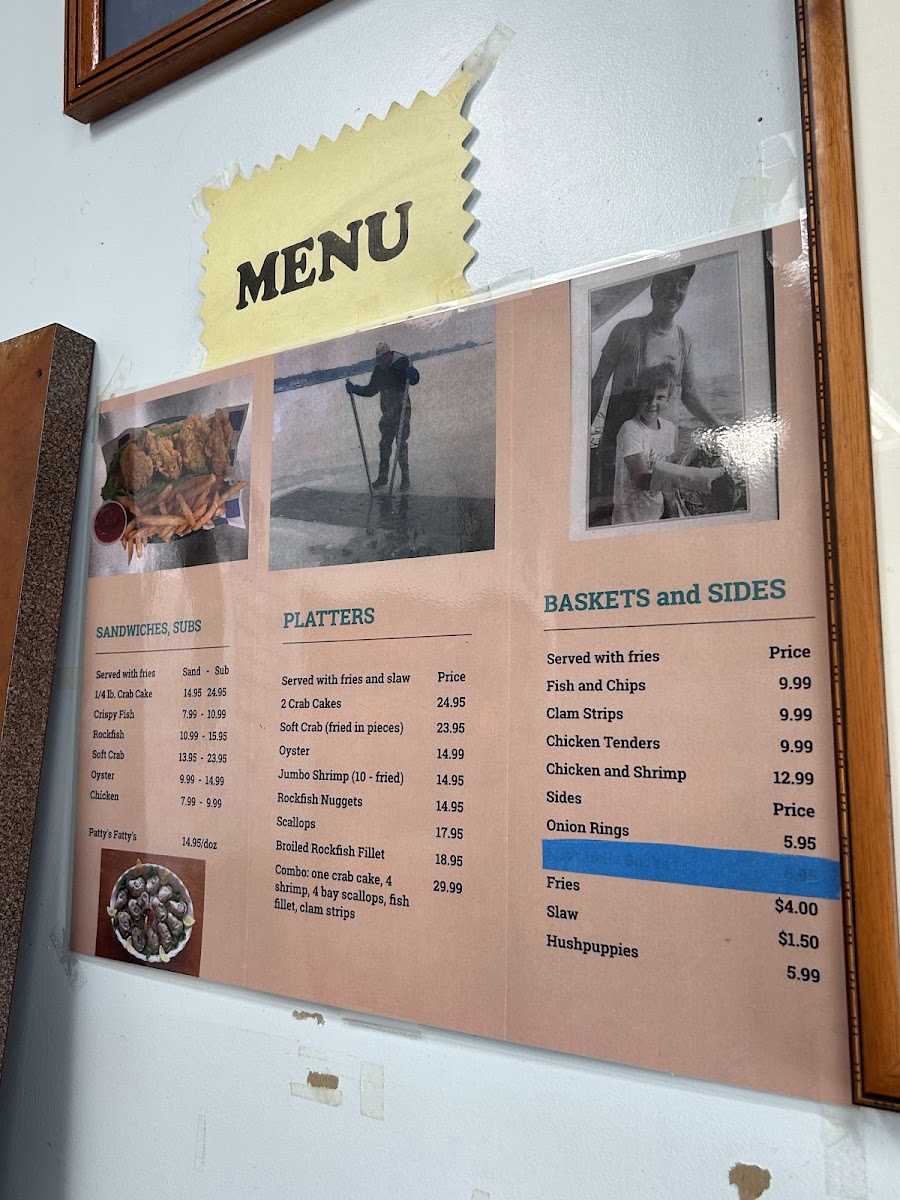 MENU
SANDWICHES, SUBS
Served with fries Sand - Sub
1/4 lb. Crab Cake 14.95 24.95
Crispy Fish 7.99 - 10.99
Rockfish 10.99 - 15.95
Soft Crab 13.95 - 23.95
Oyster 9.99 - 14.99
Chicken 7.99 - 9.99
Patty's Fatty's 14.95/doz
PLATTERS
Served with fries and slaw Price
2 Crab Cakes 24.95
Soft Crab (fried in pieces) 23.95
Oyster 14.99
Jumbo Shrimp (10 - fried) 14.95
Rockfish Nuggets 14.95
Scallops 17.95
Broiled Rockfish Fillet 18.95
Combo: one crab cake, 4 29.99
shrimp, 4 bay scallops, fish
fillet, clam strips
BASKETS and SIDES
Served with fries Price
Fish and Chips 9.99
Clam Strips 9.99
Chicken Tenders 9.99
Chicken and Shrimp 12.99
Sides Price
Onion Rings 5.95
Fries $4.00
Slaw $1.50
Hushpuppies 5.99